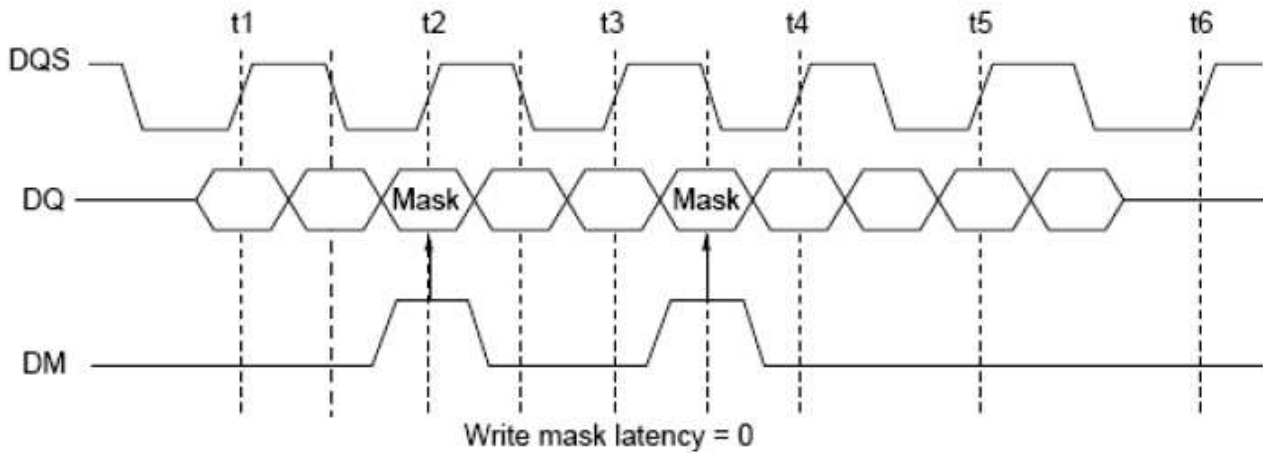 t1 t2 t3 t4 t5 t6
DQS
DQ Mask Mask
DM
Write mask latency = 0